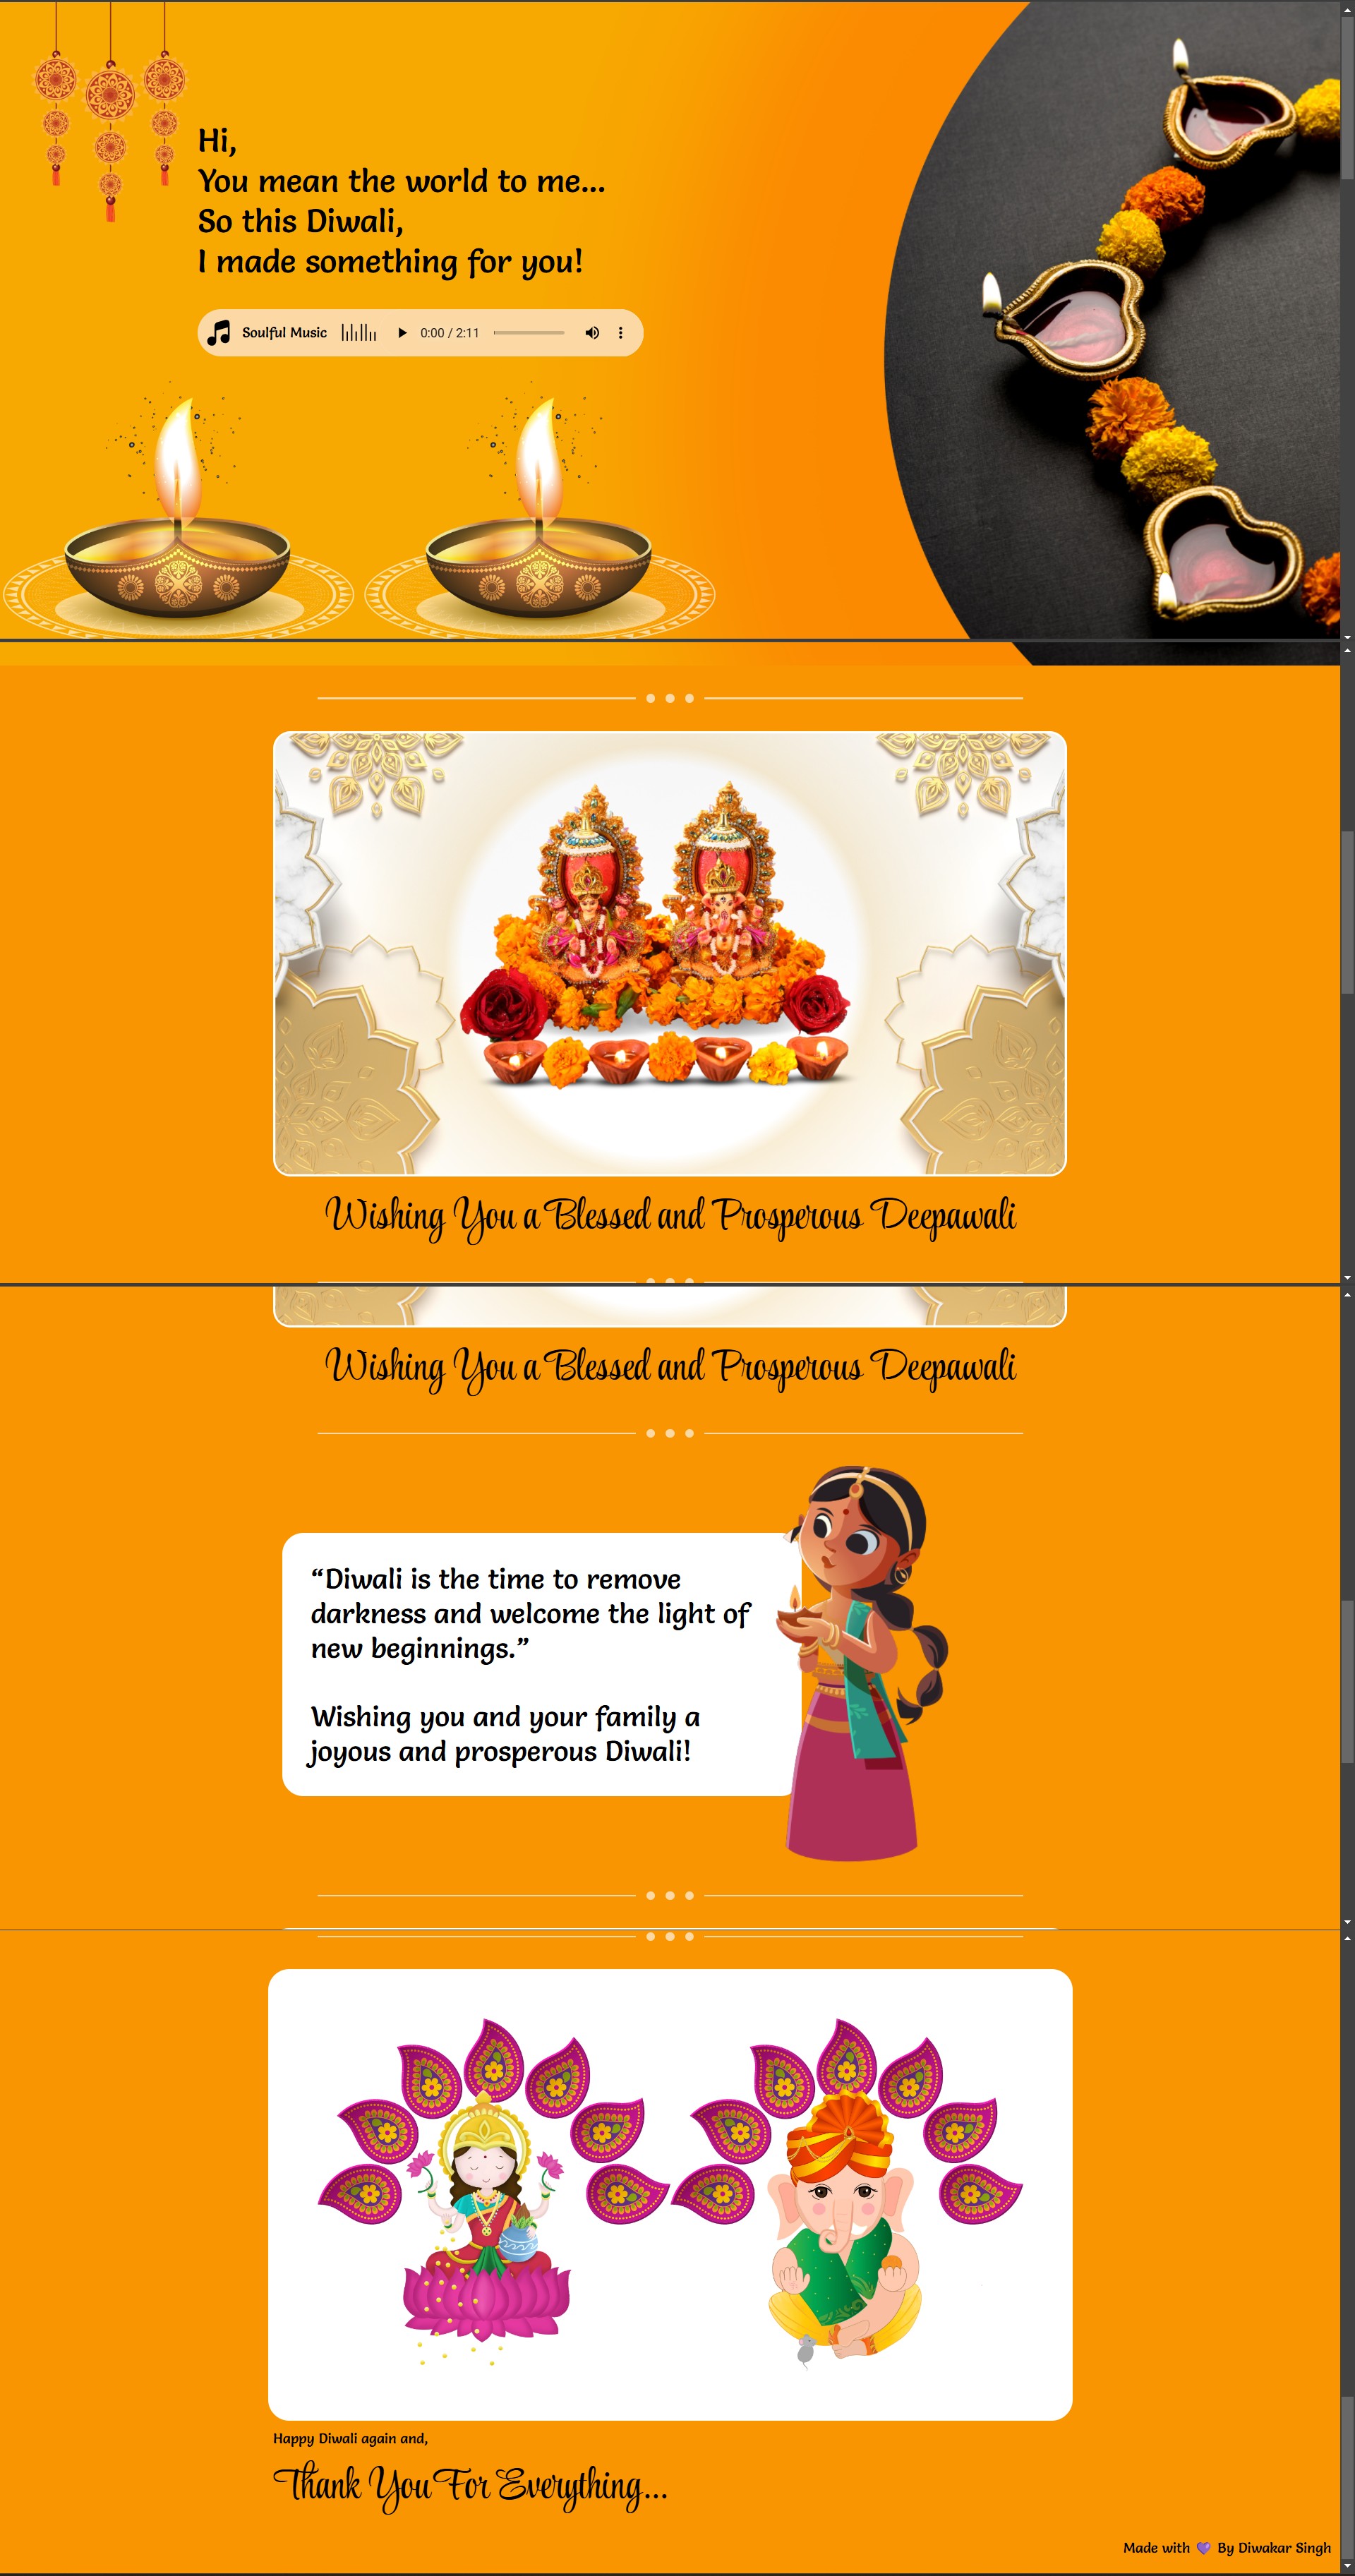 Hi,
You mean the world to me...
So this Diwali,
I made something for you!
Soulful Music 0:00 / 2:11
Wishing You a Blessed and Prosperous Deepawali
Wishing You a Blessed and Prosperous Deepawali
“Diwali is the time to remove
darkness and welcome the light of
new beginnings.”
Wishing you and your family a
joyous and prosperous Diwali!
Happy Diwali again and,
Thank You For Everything...
Made with 💜 By Diwakar Singh